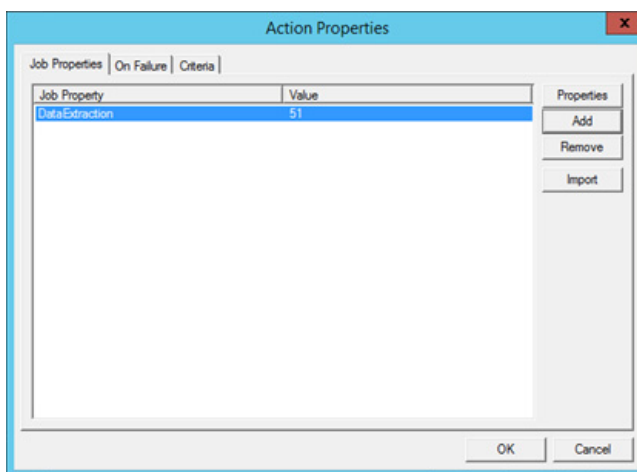 Action Properties
x
Job Properties On Failure Criteria
Job Property Value
DataExtraction 51
Properties
Add
Remove
Import
OK Cancel